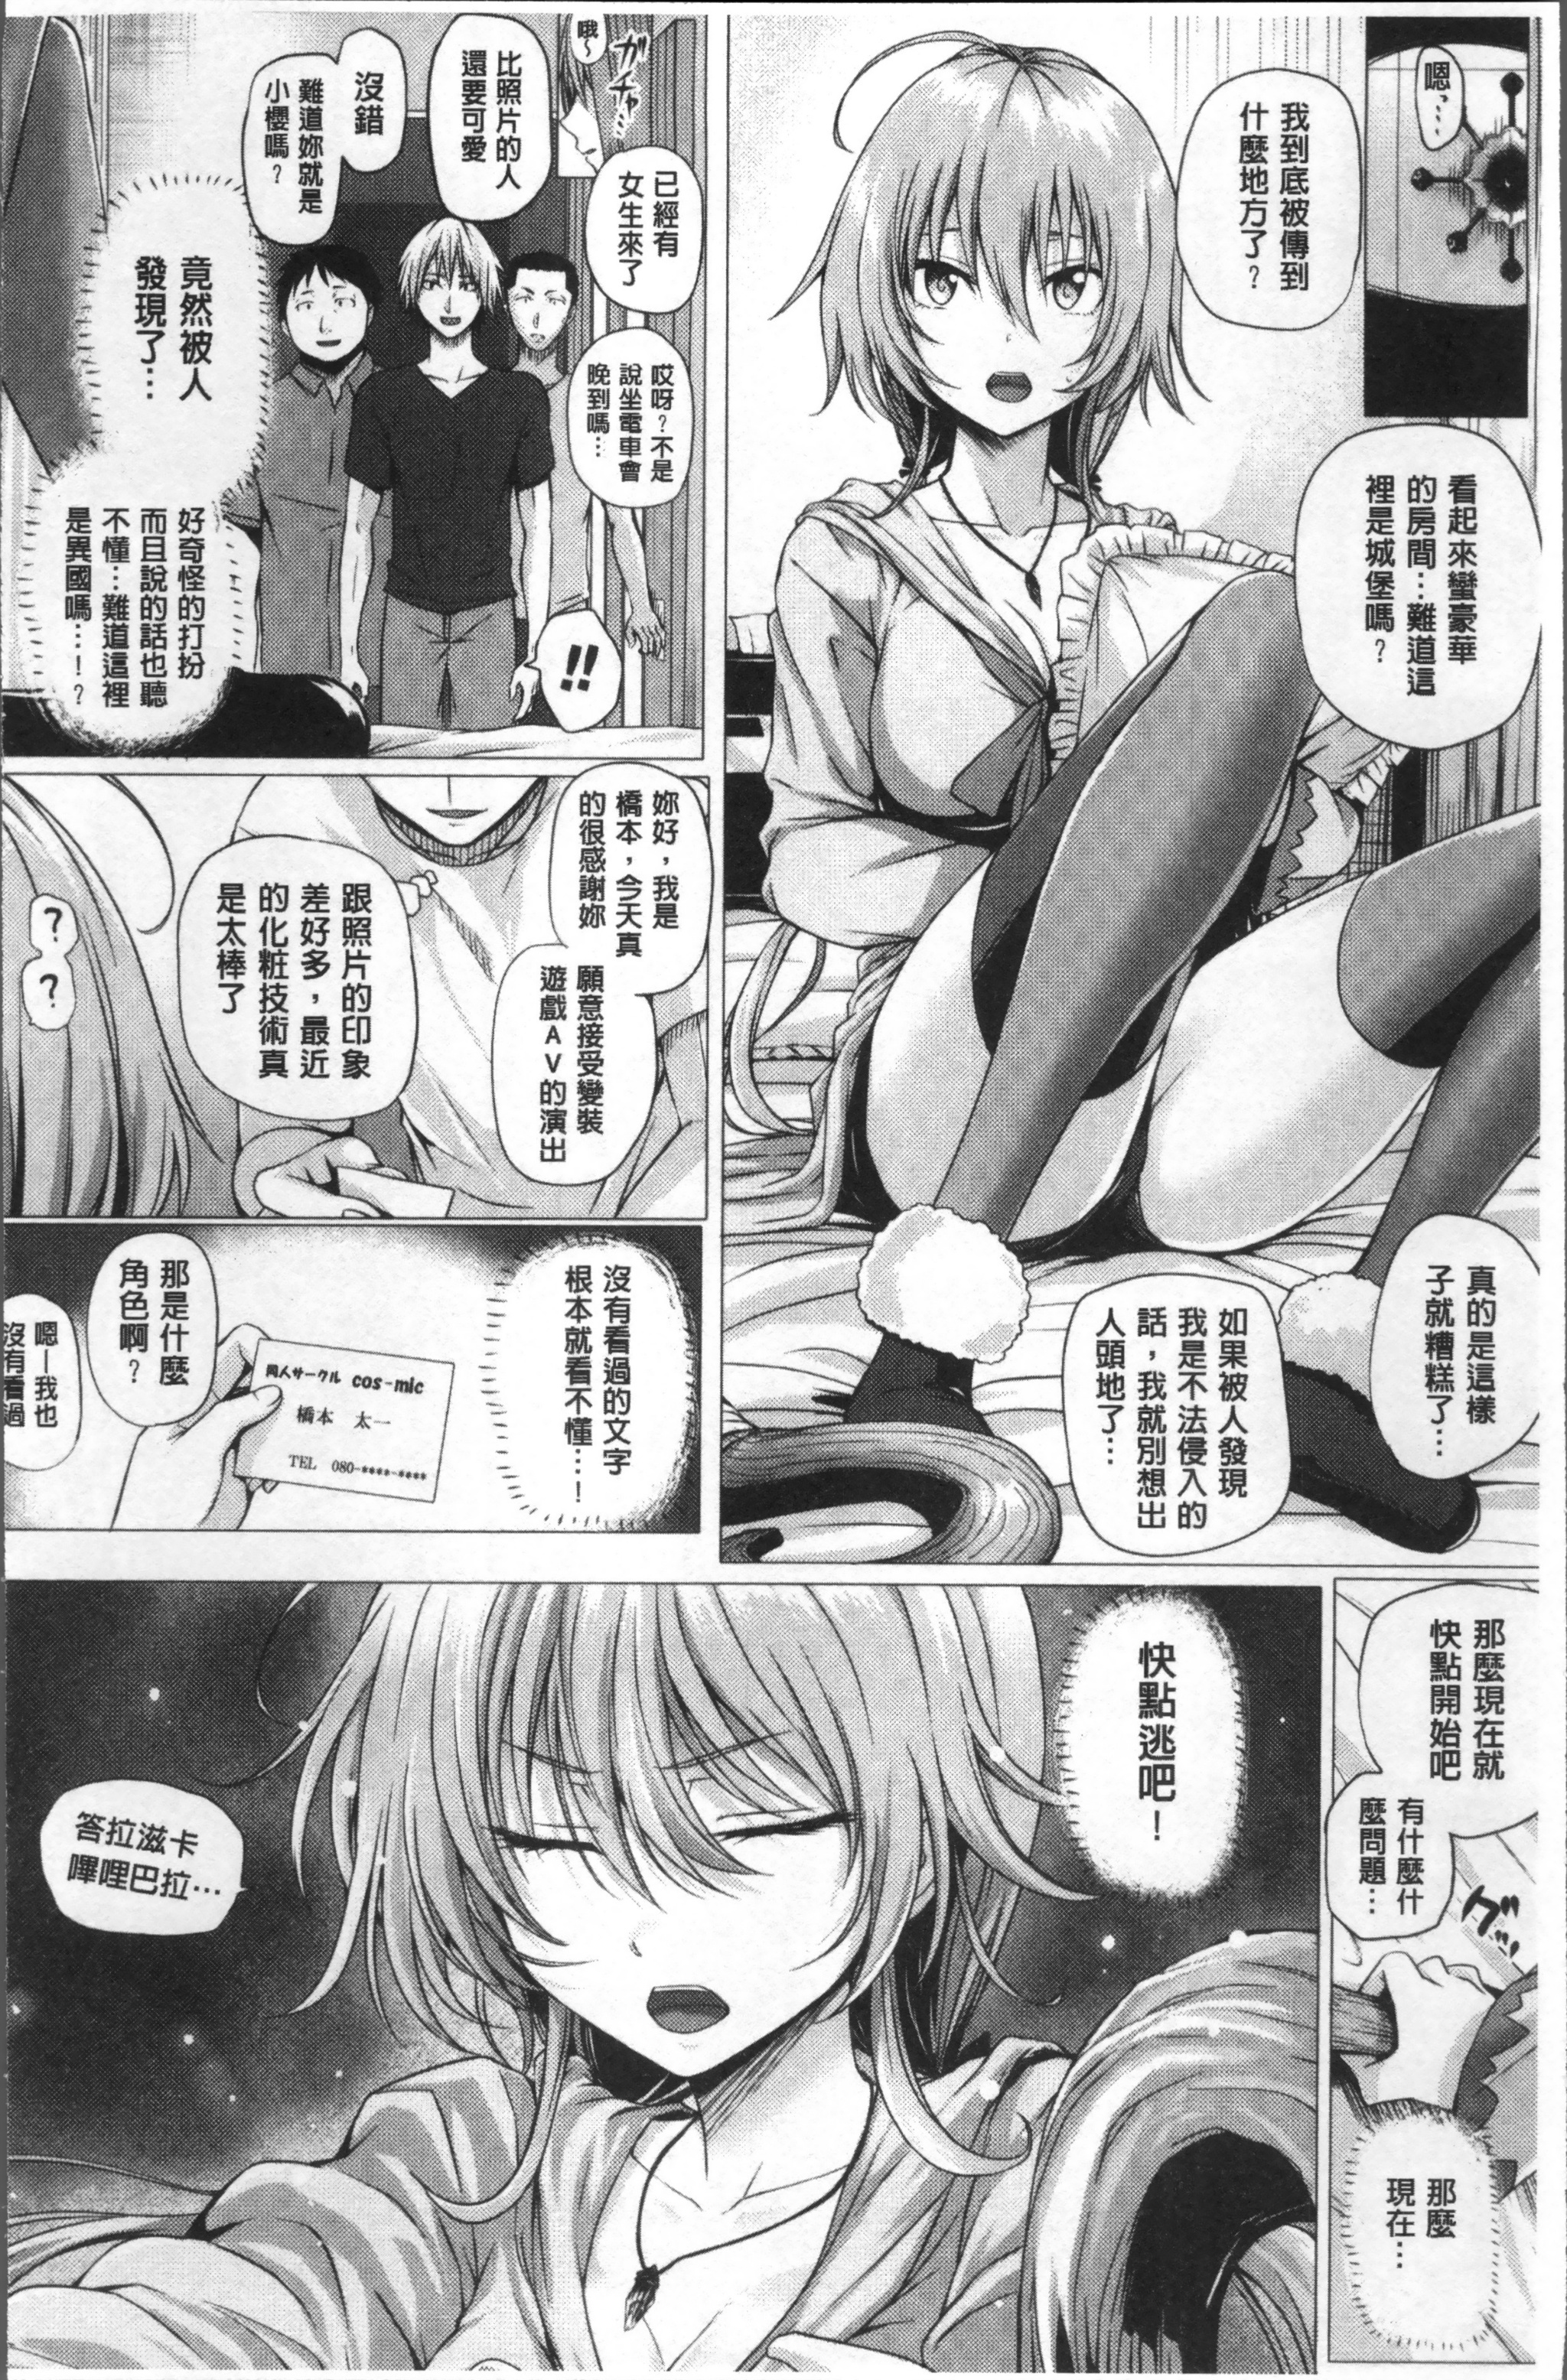 嗯…
我到底被傳到
什麼地方了？
看起來蠻豪華
的房間…難道這
裡是城堡嗎？
真的是這樣
子就糟糕了…
如果被人發現
我是不法侵入的
話，我就別想出
人頭地了…
ガチャ…
哦～
已經有
女生來了
比照片的人
還要可愛
沒錯
難道妳就是
小櫻嗎？
哎呀？不是
說坐電車會
晚到嗎…
!!
竟然被人
發現了…
好奇怪的打扮
而且說的話也聽
不懂…難道這裡
是異國嗎…！？
妳好，我是
橋本，今天真
的很感謝妳
願意接受變裝
遊戲AV的演出
跟照片的印象
差好多，最近
的化粧技術真
是太棒了
？
？
沒有看過的文字
根本就看不懂…！
同人サークル cos-mic
橋本 太一
TEL 080-****-****
那是什麼
角色啊？
嗯－我也
沒有看過
那麼現在就
快點開始吧
有什麼什
麼問題…
グッ…
那麼
現在…
快點逃吧！
答拉滋卡
嗶哩巴拉…